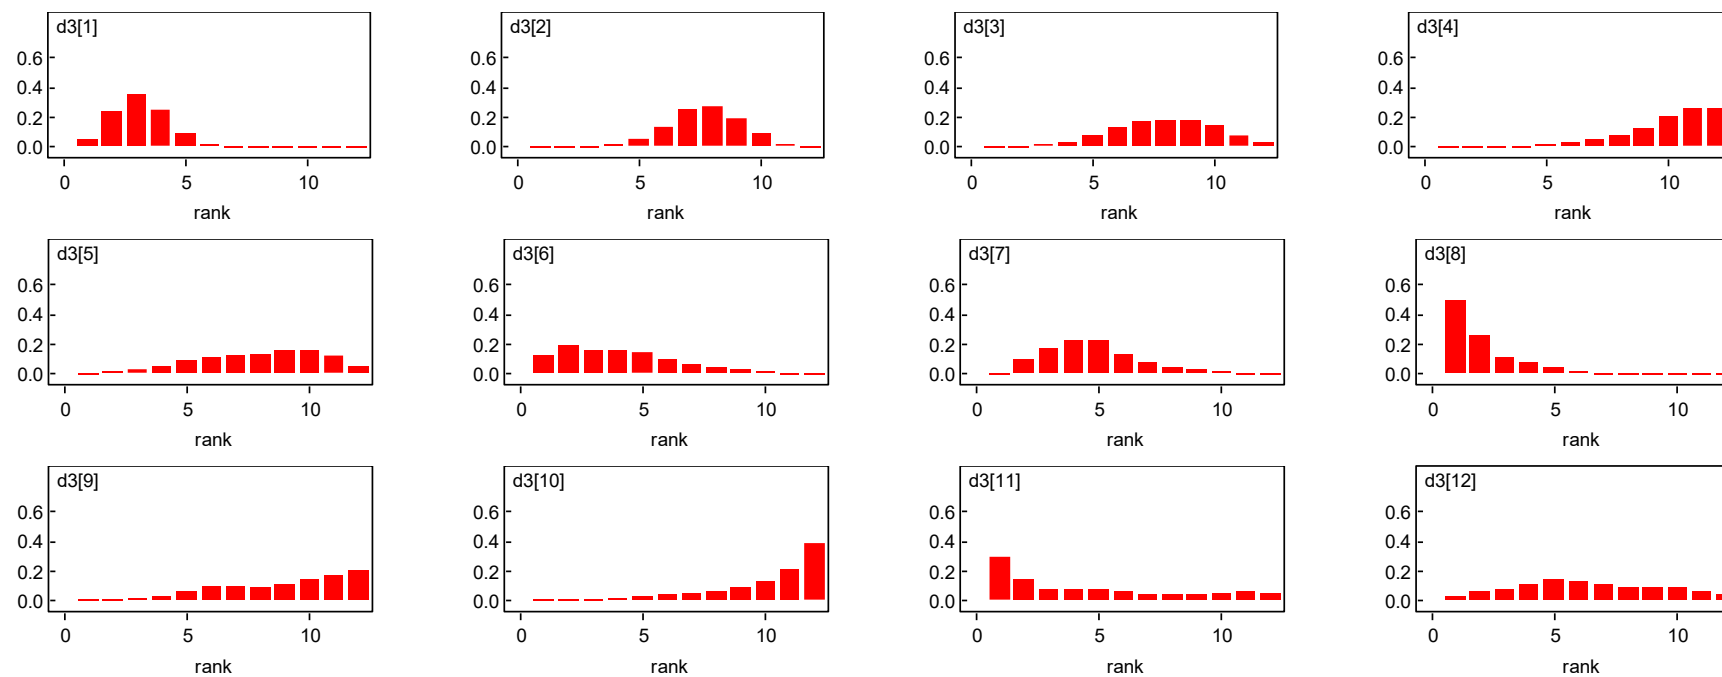 d3[1] d3[2] d3[3] d3[4]
0.6 0.6 0.6 0.6
0.4 0.4 0.4 0.4
0.2 0.2 0.2 0.2
0.0 0.0 0.0 0.0
0 5 10 0 5 10 0 5 10 0 5 10
rank rank rank rank
d3[5] d3[6] d3[7] d3[8]
0.6 0.6 0.6 0.6
0.4 0.4 0.4 0.4
0.2 0.2 0.2 0.2
0.0 0.0 0.0 0.0
0 5 10 0 5 10 0 5 10 0 5 10
rank rank rank rank
d3[9] d3[10] d3[11] d3[12]
0.6 0.6 0.6 0.6
0.4 0.4 0.4 0.4
0.2 0.2 0.2 0.2
0.0 0.0 0.0 0.0
0 5 10 0 5 10 0 5 10 0 5 10
rank rank rank rank